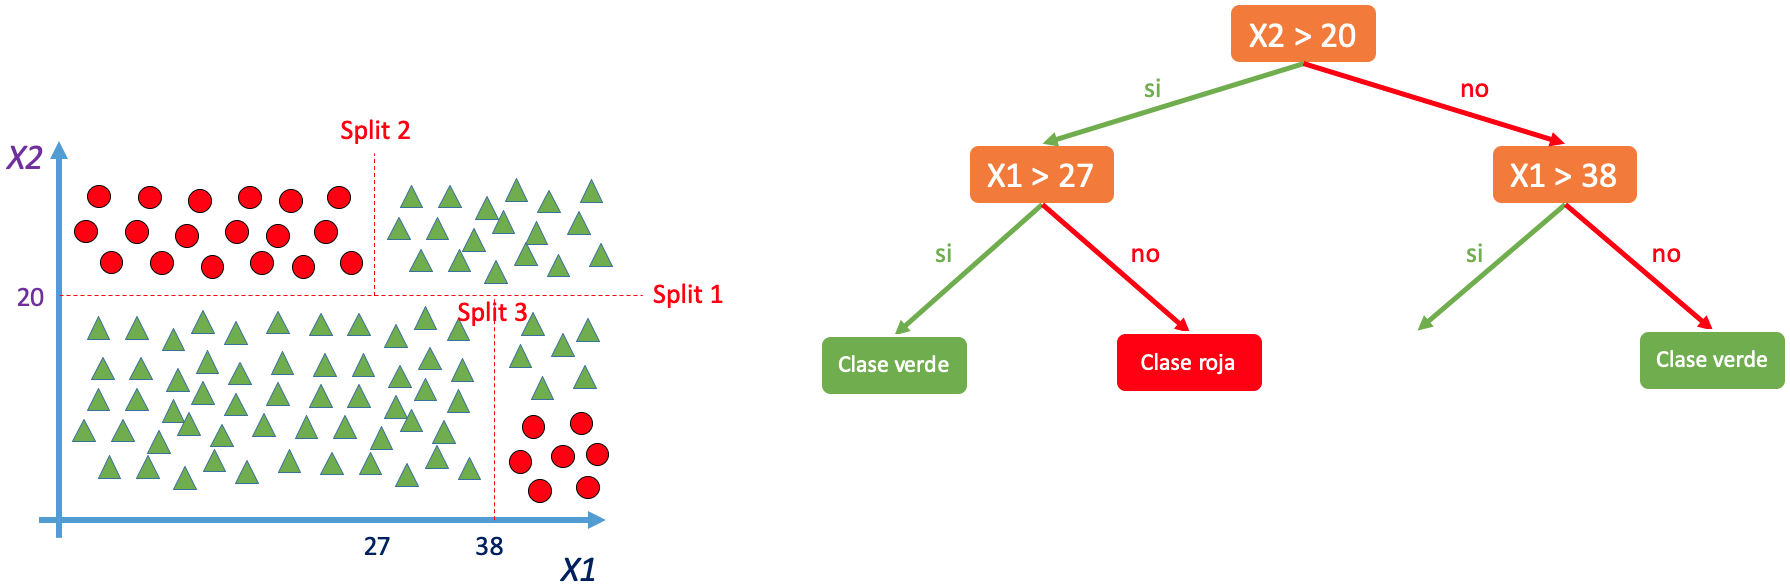 Split 2
X2
20
Split 1
Split 3
27
38
X1
X2 > 20
si
no
X1 > 27
X1 > 38
si
no
si
no
Clase verde
Clase roja
Clase verde